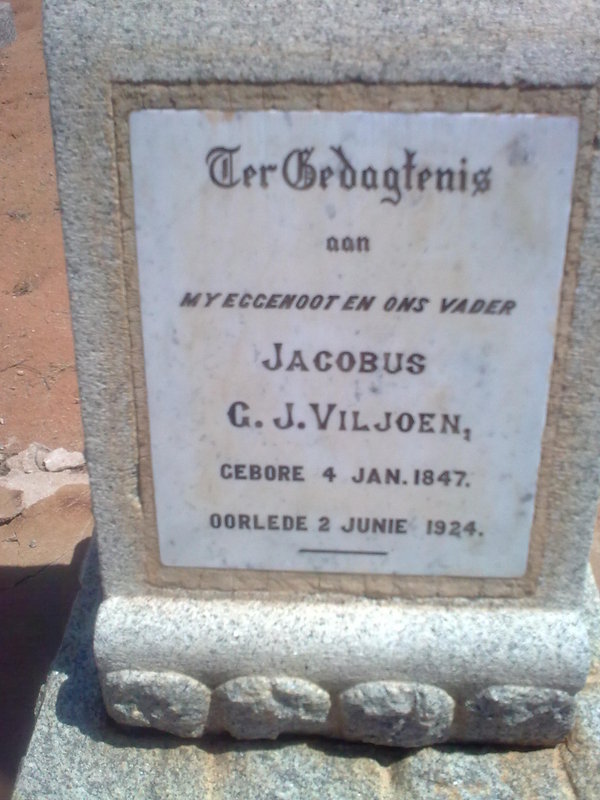 Ter Gedagtenis
aan
MY EGGENOOT EN ONS VADER
JACOBUS
G. J. VILJOEN,
GEBORE 4 JAN. 1847.
OORLEDE 2 JUNIE 1924.